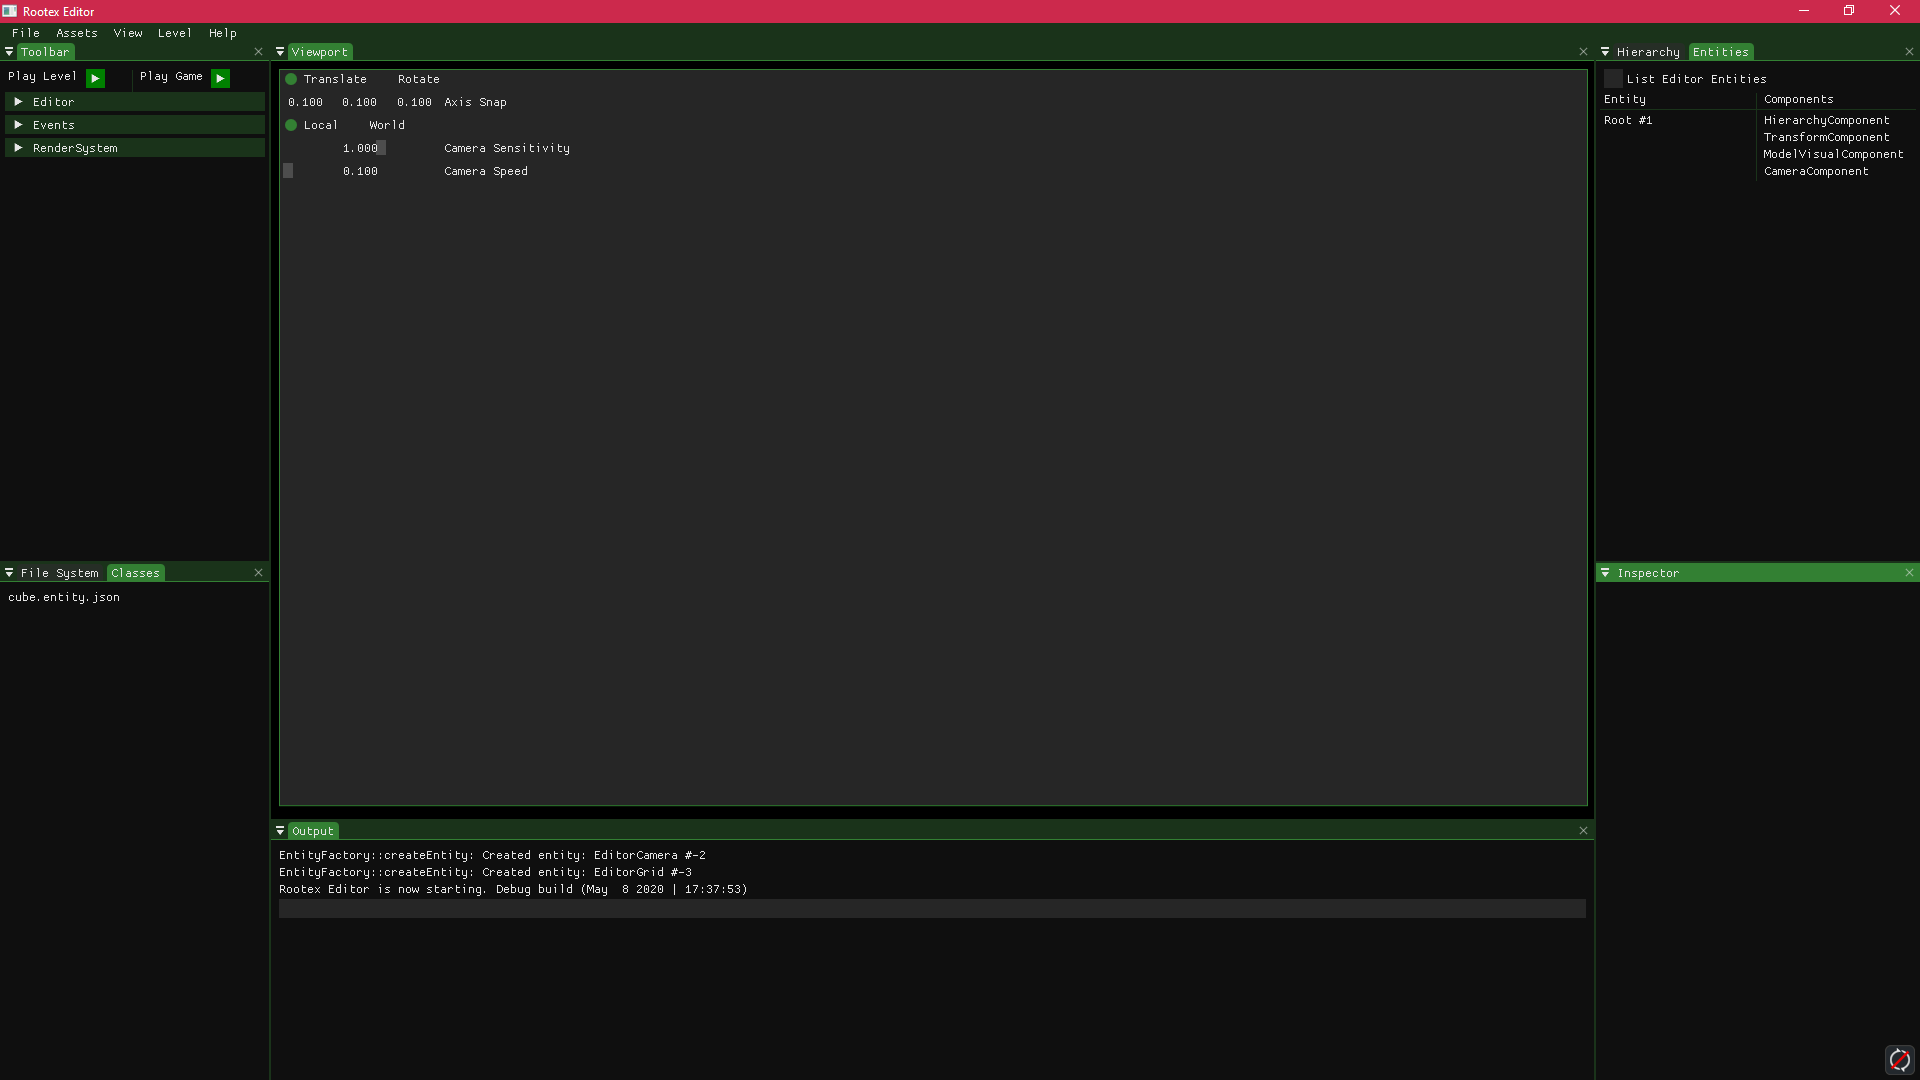 Rootex Editor
File Assets View Level Help
Toolbar
Play Level Play Game
Editor
Events
RenderSystem
File System Classes
cube.entity.json
Viewport
Translate Rotate
0.100 0.100 0.100 Axis Snap
Local World
1.000 Camera Sensitivity
0.100 Camera Speed
Output
EntityFactory::createEntity: Created entity: EditorCamera #-2
EntityFactory::createEntity: Created entity: EditorGrid #-3
Rootex Editor is now starting. Debug build (May  8 2020 | 17:37:53)
Hierarchy Entities
List Editor Entities
Entity Components
Root #1 HierarchyComponent
TransformComponent
ModelVisualComponent
CameraComponent
Inspector